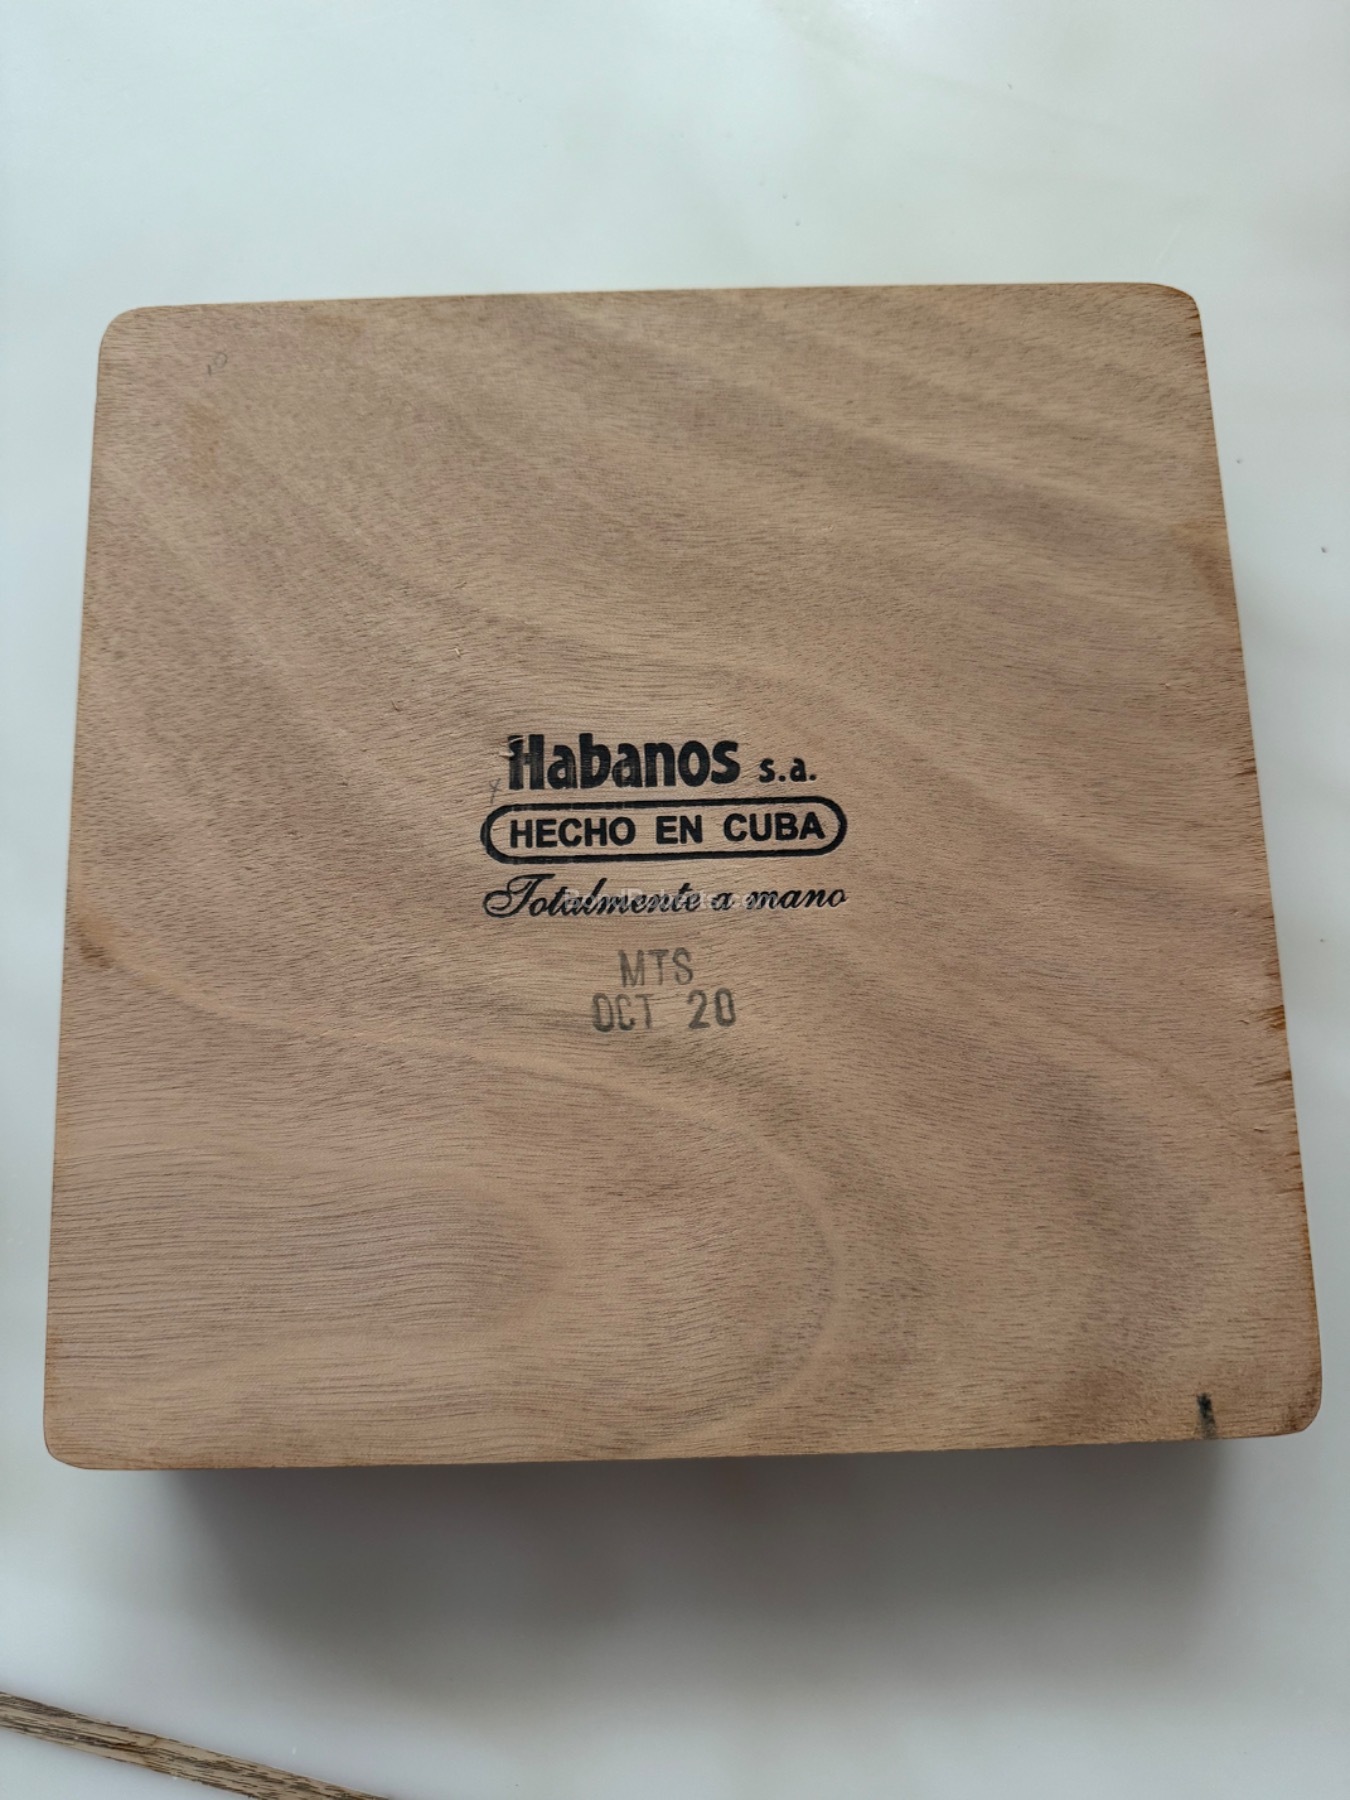 Habanos s.a.
HECHO EN CUBA
Totalmente a mano
MTS
OCT 20